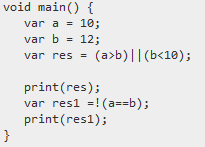 void main() {
   var a = 10;
   var b = 12;
   var res = (a>b)||(b<10);

   print(res);
   var res1 =!(a==b);
   print(res1);
}